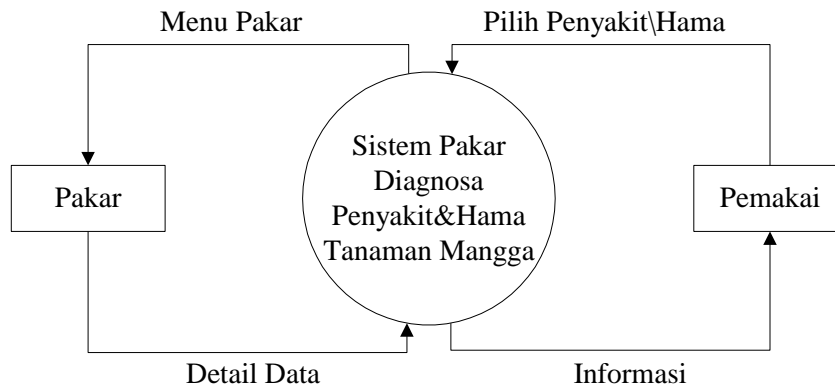 Menu Pakar
Pilih Penyakit\Hama
Pakar
Sistem Pakar
Diagnosa
Penyakit&Hama
Tanaman Mangga
Pemakai
Detail Data
Informasi